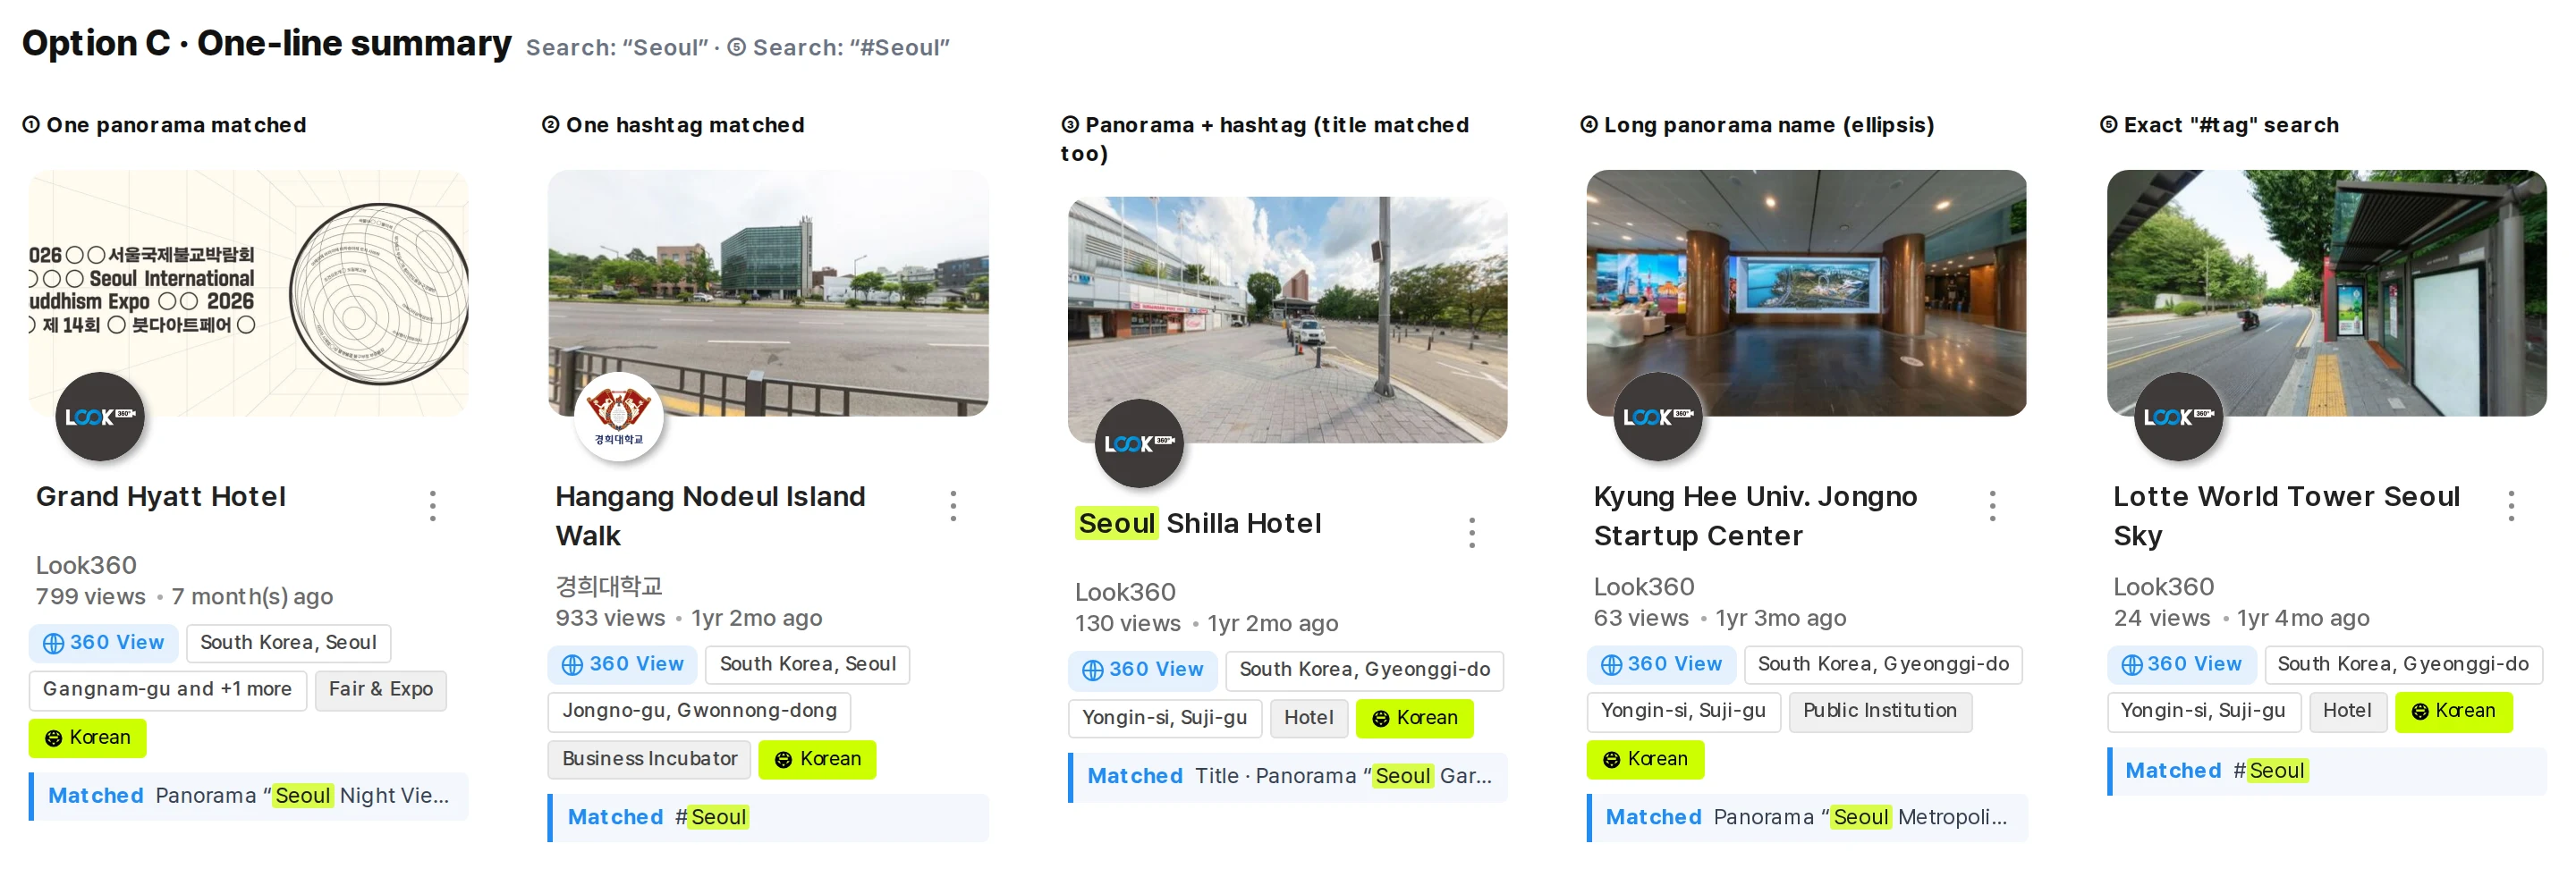 Option C · One-line summary Search: “Seoul” · ⑤ Search: “#Seoul”
① One panorama matched
026 ○○서울국제불교박람회
○○○ Seoul International
uddhism Expo ○○ 2026
○ 제 14회 ○ 붓다아트페어 ○
LOOK 360°
Grand Hyatt Hotel
Look360
799 views • 7 month(s) ago
360 View South Korea, Seoul
Gangnam-gu and +1 more Fair & Expo
Korean
Matched Panorama “Seoul Night Vie...
② One hashtag matched
경희대학교
Hangang Nodeul Island
Walk
경희대학교
933 views • 1yr 2mo ago
360 View South Korea, Seoul
Jongno-gu, Gwonnong-dong
Business Incubator Korean
Matched #Seoul
③ Panorama + hashtag (title matched
too)
LOOK 360°
Seoul Shilla Hotel
Look360
130 views • 1yr 2mo ago
360 View South Korea, Gyeonggi-do
Yongin-si, Suji-gu Hotel Korean
Matched Title · Panorama “Seoul Gar...
④ Long panorama name (ellipsis)
LOOK 360°
Kyung Hee Univ. Jongno
Startup Center
Look360
63 views • 1yr 3mo ago
360 View South Korea, Gyeonggi-do
Yongin-si, Suji-gu Public Institution
Korean
Matched Panorama “Seoul Metropoli...
⑤ Exact "#tag" search
LOOK 360°
Lotte World Tower Seoul
Sky
Look360
24 views • 1yr 4mo ago
360 View South Korea, Gyeonggi-do
Yongin-si, Suji-gu Hotel Korean
Matched #Seoul